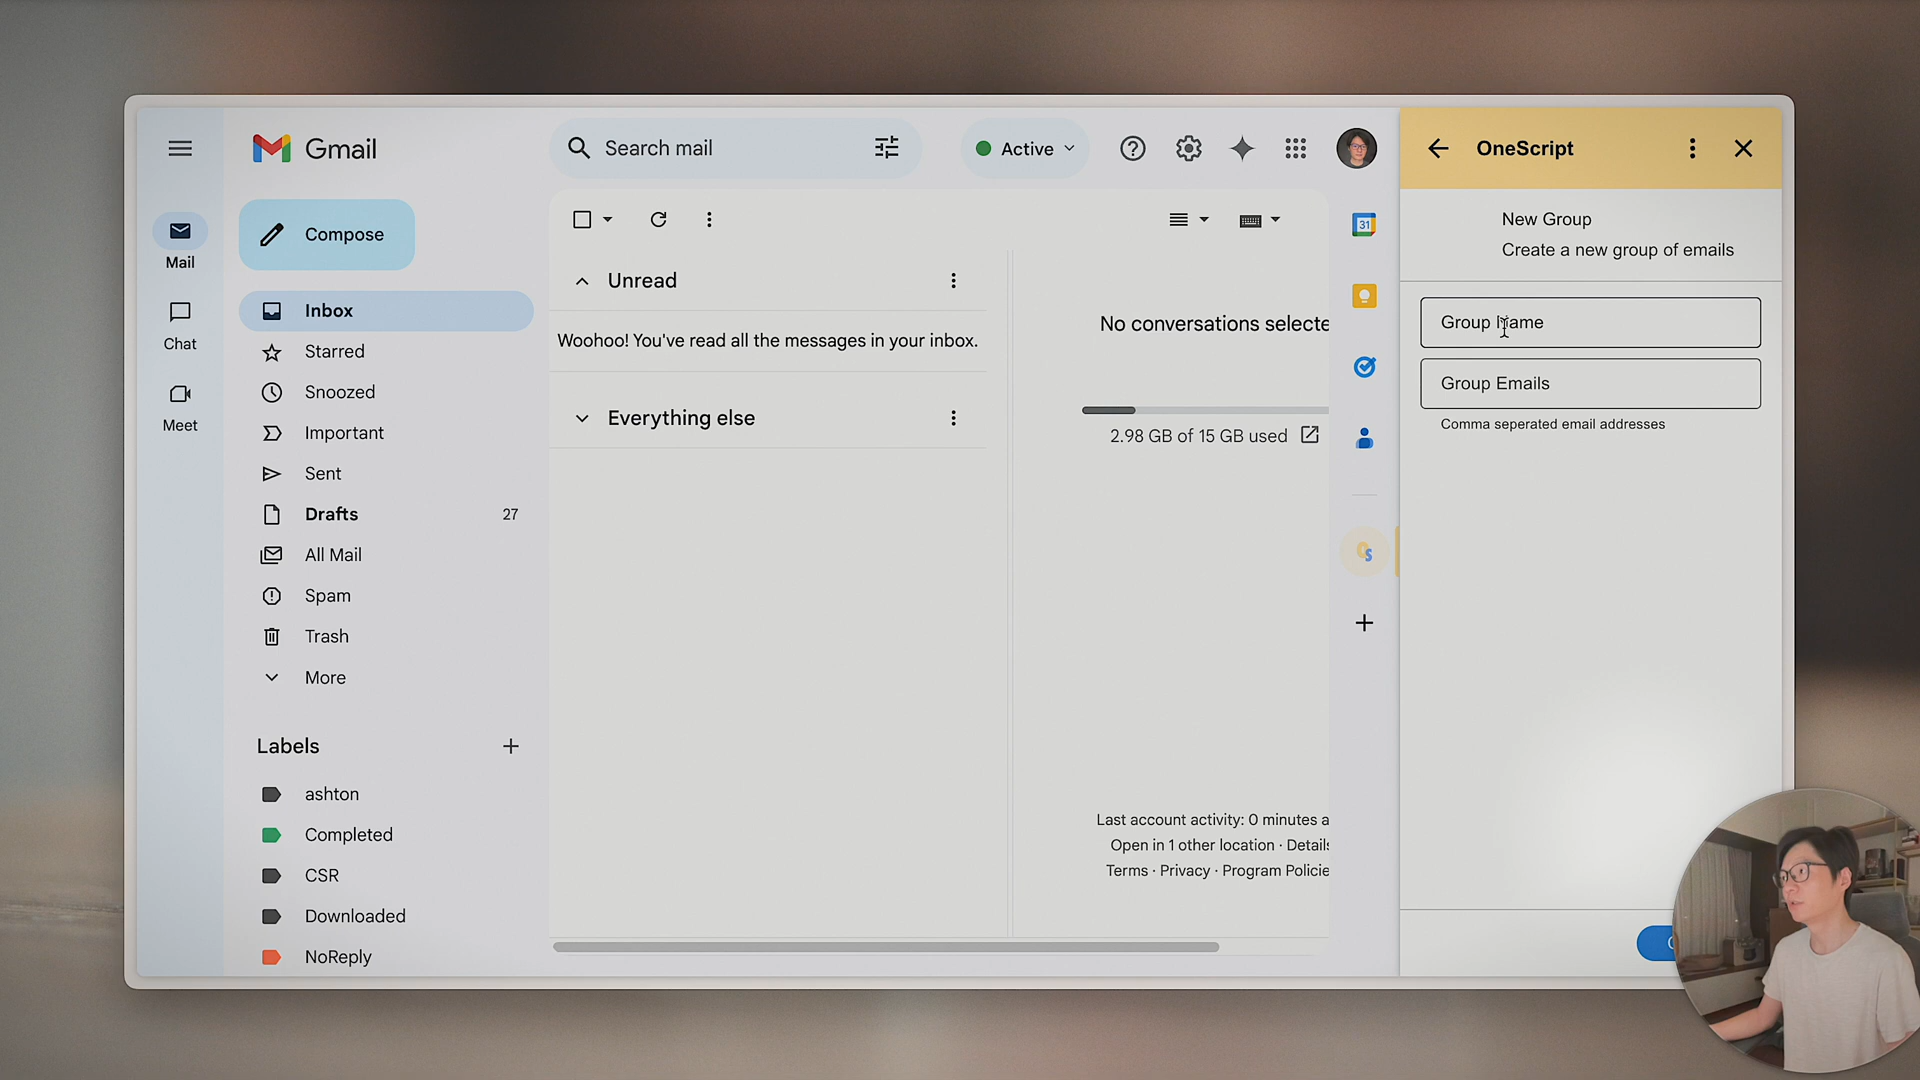 Gmail
Search mail
Active
OneScript
Mail
Chat
Meet
Compose
Inbox
Starred
Snoozed
Important
Sent
Drafts 27
All Mail
Spam
Trash
More
Labels
ashton
Completed
CSR
Downloaded
NoReply
Unread
Woohoo! You've read all the messages in your inbox.
Everything else
No conversations selecte
2.98 GB of 15 GB used
Last account activity: 0 minutes a
Open in 1 other location · Details
Terms · Privacy · Program Policie
31
New Group
Create a new group of emails
Group Name
Group Emails
Comma seperated email addresses